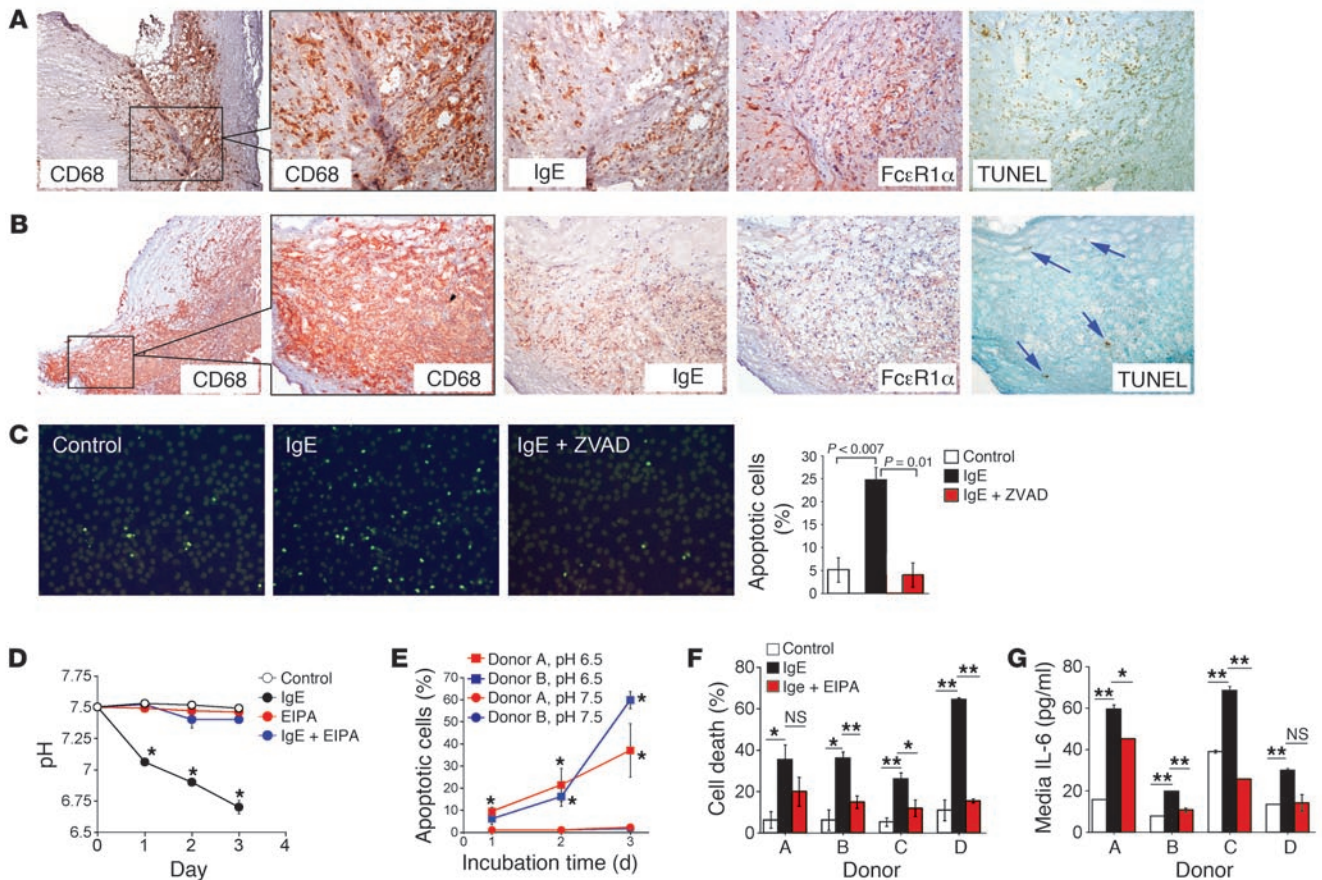 A
CD68
CD68
IgE
FcεR1α
TUNEL
B
CD68
CD68
IgE
FcεR1α
TUNEL
C
Control
IgE
IgE + ZVAD
P < 0.007
P = 0.01
Control
IgE
IgE + ZVAD
Apoptotic cells
(%)
30
25
20
15
10
5
0
D
7.75
7.5
7.25
7
6.75
6.5
pH
0 1 2 3 4
Day
Control
IgE
EIPA
IgE + EIPA
*
*
*
E
Donor A, pH 6.5
Donor B, pH 6.5
Donor A, pH 7.5
Donor B, pH 7.5
Apoptotic cells (%)
80
70
60
50
40
30
20
10
0
*
*
*
*
*
1 2 3
Incubation time (d)
F
Control
IgE
Ige + EIPA
Cell death (%)
80
60
40
20
0
* NS
* **
** *
** **
A B C D
Donor
G
Media IL-6 (pg/ml)
80
60
40
20
0
** *
** **
** **
** NS
A B C D
Donor